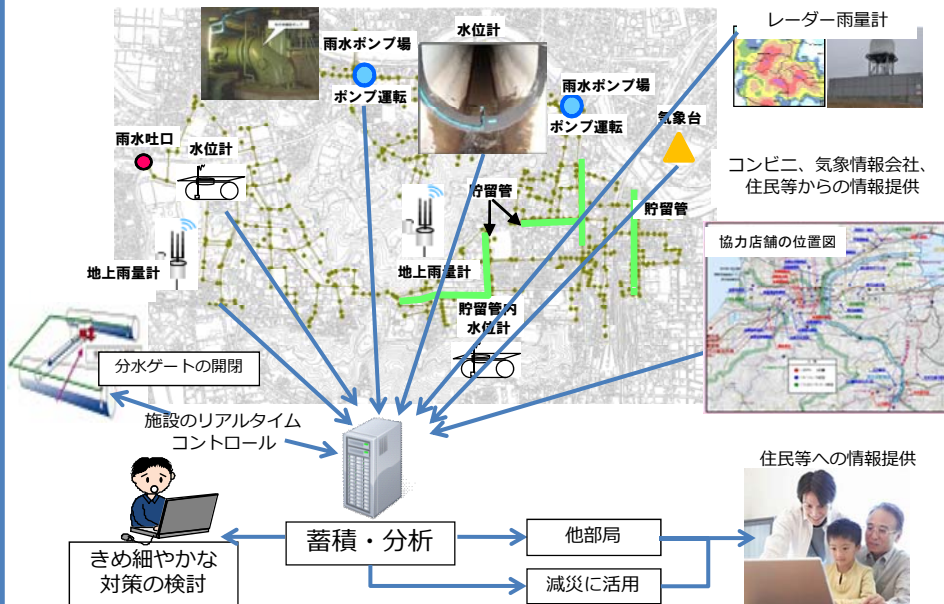 レーダー雨量計
雨水ポンプ場
水位計
ポンプ運転
雨水ポンプ場
ポンプ運転
気象台
雨水吐口
水位計
コンビニ、気象情報会社、
住民等からの情報提供
貯留管
貯留管
協力店舗の位置図
地上雨量計
地上雨量計
貯留管内
水位計
分水ゲートの開閉
施設のリアルタイム
コントロール
住民等への情報提供
蓄積・分析
他部局
きめ細やかな
対策の検討
減災に活用